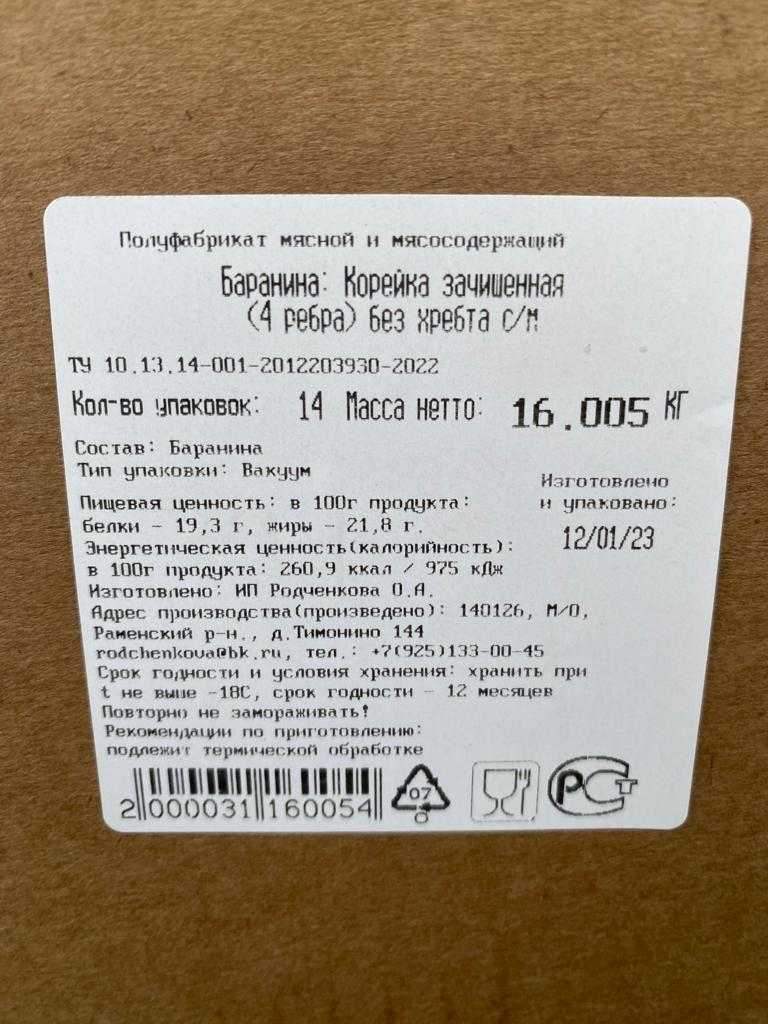 Полуфабрикат мясной и мясосодержащий
Баранина: Корейка зачишенная
(4 ребра) без хребта с/м
ТУ 10.13.14-001-2012203930-2022
Кол-во упаковок: 14 Масса нетто: 16.005 КГ
Состав: Баранина
Тип упаковки: Вакуум
Изготовлено
и упаковано:
12/01/23
Пищевая ценность: в 100г продукта:
белки - 19,3 г, жиры - 21,8 г.
Энергетическая ценность(калорийность):
в 100г продукта: 260,9 ккал / 975 кДж
Изготовлено: ИП Родченкова О.А.
Адрес производства(произведено): 140126, М/О,
Раменский р-н., д.Тимонино 144
rodchenkova@bk.ru, тел.: +7(925)133-00-45
Срок годности и условия хранения: хранить при
t не выше -18С, срок годности - 12 месяцев
Повторно не замораживать!
Рекомендации по приготовлению:
подлежит термической обработке
2 000031 160054
07
РСТ